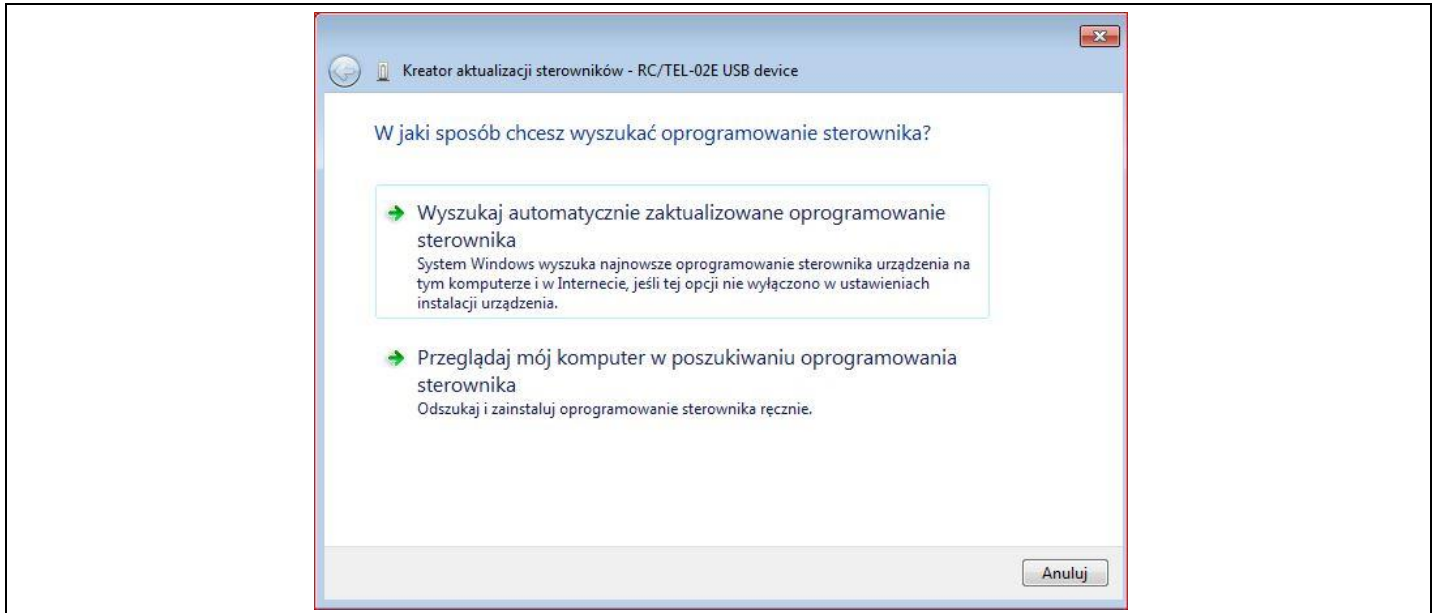 Kreator aktualizacji sterowników - RC/TEL-02E USB device
W jaki sposób chcesz wyszukać oprogramowanie sterownika?
Wyszukaj automatycznie zaktualizowane oprogramowanie
sterownika
System Windows wyszuka najnowsze oprogramowanie sterownika urządzenia na
tym komputerze i w Internecie, jeśli tej opcji nie wyłączono w ustawieniach
instalacji urządzenia.
Przeglądaj mój komputer w poszukiwaniu oprogramowania
sterownika
Odszukaj i zainstaluj oprogramowanie sterownika ręcznie.
Anuluj